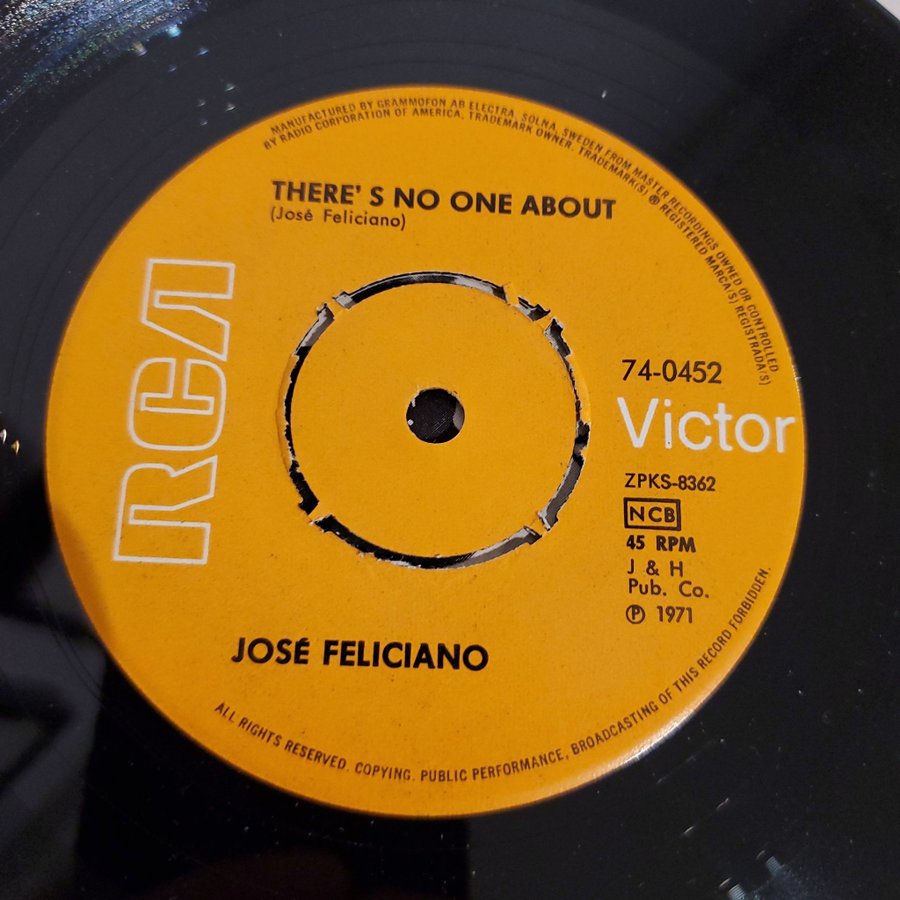 MANUFACTURED BY GRAMMOFON AB ELECTRA, SOLNA, SWEDEN FROM MASTER RECORDINGS OWNED OR CONTROLLED
BY RADIO CORPORATION OF AMERICA. TRADEMARK OWNER. TRADEMARK(S) ® REGISTERED MARCA(S) REGISTRADA(S)
THERE' S NO ONE ABOUT
(José Feliciano)
RCA
74-0452
Victor
ZPKS-8362
NCB
45 RPM
J & H
Pub. Co.
℗ 1971
JOSÉ FELICIANO
ALL RIGHTS RESERVED. COPYING. PUBLIC PERFORMANCE, BROADCASTING OF THIS RECORD FORBIDDEN.